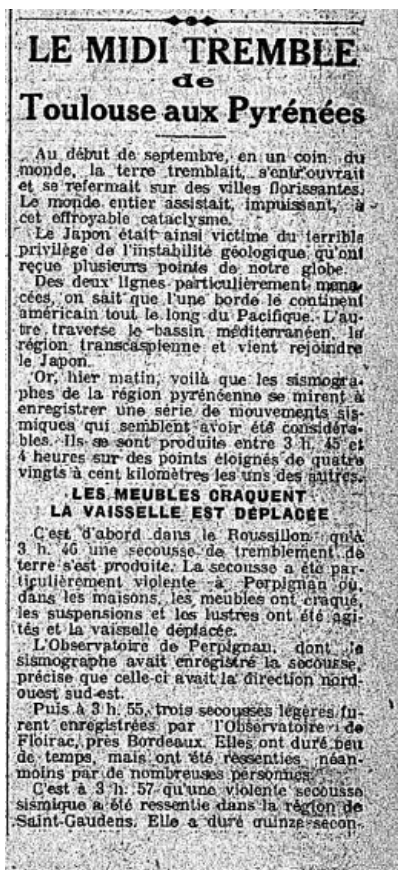 LE MIDI TREMBLE
de
Toulouse aux Pyrénées
Au début de septembre, en un coin du
monde, la terre tremblait, s'entr'ouvrait
et se refermait sur des villes florissantes.
Le monde entier assistait, impuissant, à
cet effroyable cataclysme.
Le Japon était ainsi victime du terrible
privilège de l'instabilité géologique qu'ont
reçue plusieurs points de notre globe.
Des deux lignes particulièrement mena-
cées, on sait que l'une borde le continent
américain tout le long du Pacifique. L'au-
tre traverse le bassin méditerranéen, la
région transcaspienne et vient rejoindre
le Japon.
Or, hier matin, voilà que les sismogra-
phes de la région pyrénéenne se mirent à
enregistrer une série de mouvements sis-
miques qui semblent avoir été considéra-
bles. Ils se sont produits entre 3 h. 45 et
4 heures sur des points éloignés de quatre
vingts à cent kilomètres les uns des autres.
LES MEUBLES CRAQUENT
LA VAISSELLE EST DÉPLACÉE
C'est d'abord dans le Roussillon qu'à
3 h. 46 une secousse de tremblement de
terre s'est produite. La secousse a été par-
ticulièrement violente à Perpignan où,
dans les maisons, les meubles ont craqué,
les suspensions et les lustres ont été agi-
tés et la vaisselle déplacée.
L'Observatoire de Perpignan, dont le
sismographe avait enregistré la secousse,
précise que celle-ci avait la direction nord-
ouest sud-est.
Puis à 3 h. 55, trois secousses légères fu-
rent enregistrées par l'Observatoire de
Floirac, près Bordeaux. Elles ont duré peu
de temps, mais ont été ressenties néan-
moins par de nombreuses personnes.
C'est à 3 h. 57 qu'une violente secousse
sismique a été ressentie dans la région de
Saint-Gaudens. Elle a duré quinze secon-